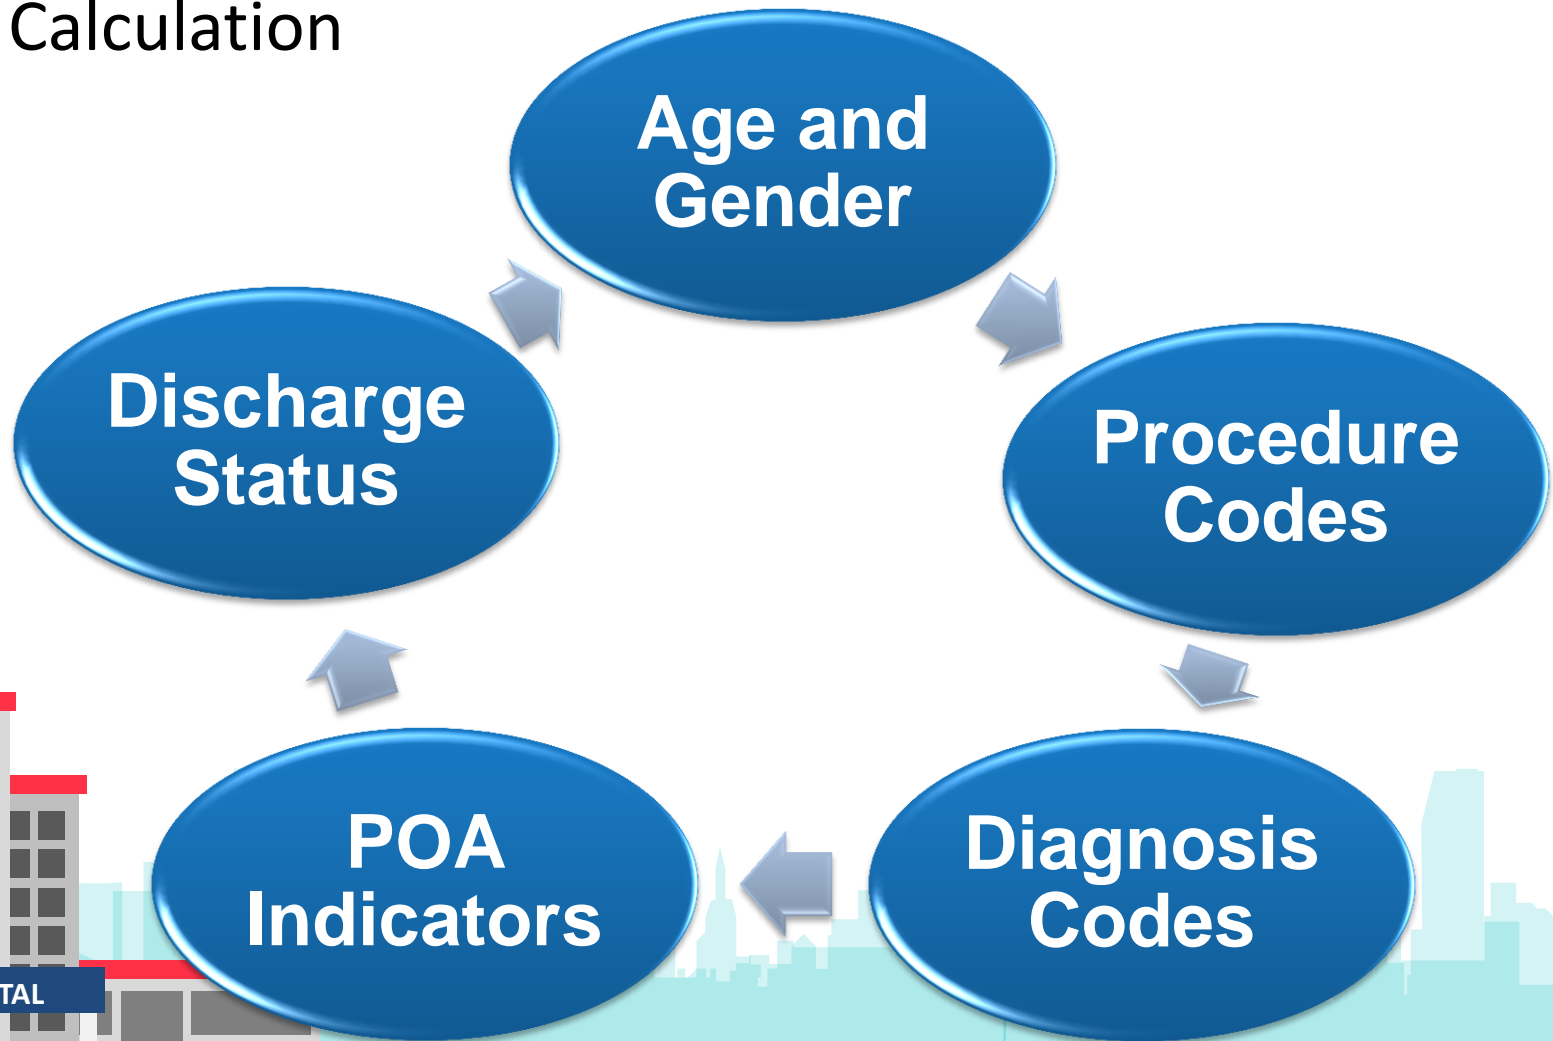 Calculation
Age and
Gender
Procedure
Codes
Diagnosis
Codes
POA
Indicators
Discharge
Status
TAL